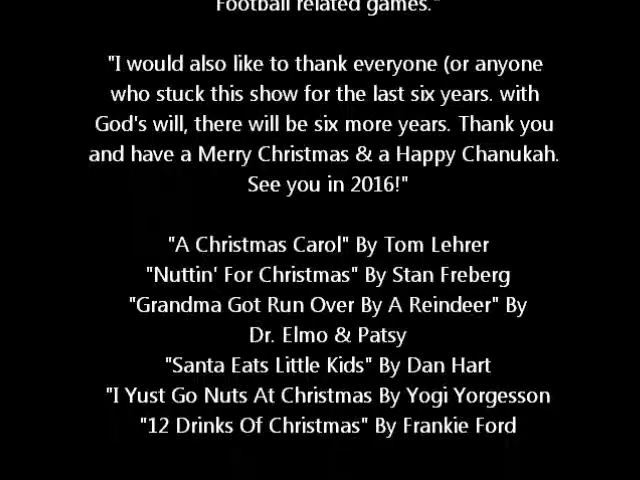 Football related games."
"I would also like to thank everyone (or anyone
who stuck this show for the last six years. with
God's will, there will be six more years. Thank you
and have a Merry Christmas & a Happy Chanukah.
See you in 2016!"
"A Christmas Carol" By Tom Lehrer
"Nuttin' For Christmas" By Stan Freberg
"Grandma Got Run Over By A Reindeer" By
Dr. Elmo & Patsy
"Santa Eats Little Kids" By Dan Hart
"I Yust Go Nuts At Christmas By Yogi Yorgesson
"12 Drinks Of Christmas" By Frankie Ford